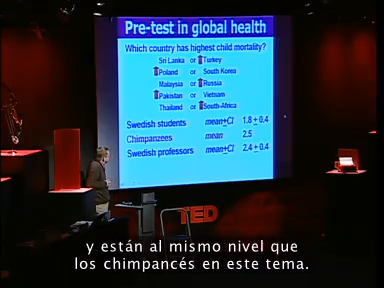 Pre-test in global health
Which country has highest child mortality?
Sri Lanka or Turkey
Poland or South Korea
Malaysia or Russia
Pakistan or Vietnam
Thailand or South-Africa
Swedish students mean+CI 1.8 ± 0.4
Chimpanzees mean 2.5
Swedish professors mean+CI 2.4 ± 0.4
TED
y están al mismo nivel que
los chimpancés en este tema.